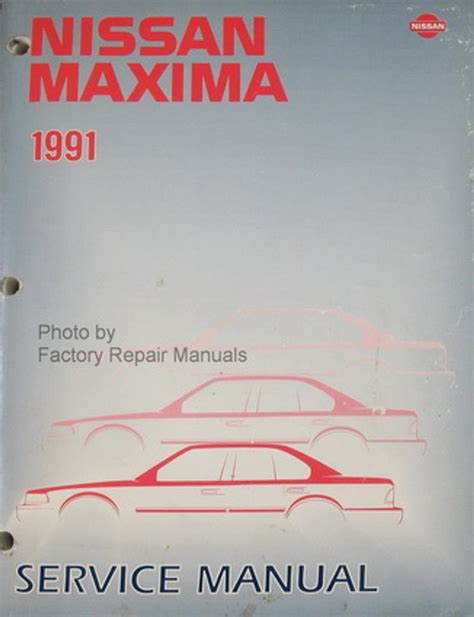 NISSAN
NISSAN
MAXIMA
1991
Photo by
Factory Repair Manuals
SERVICE MANUAL